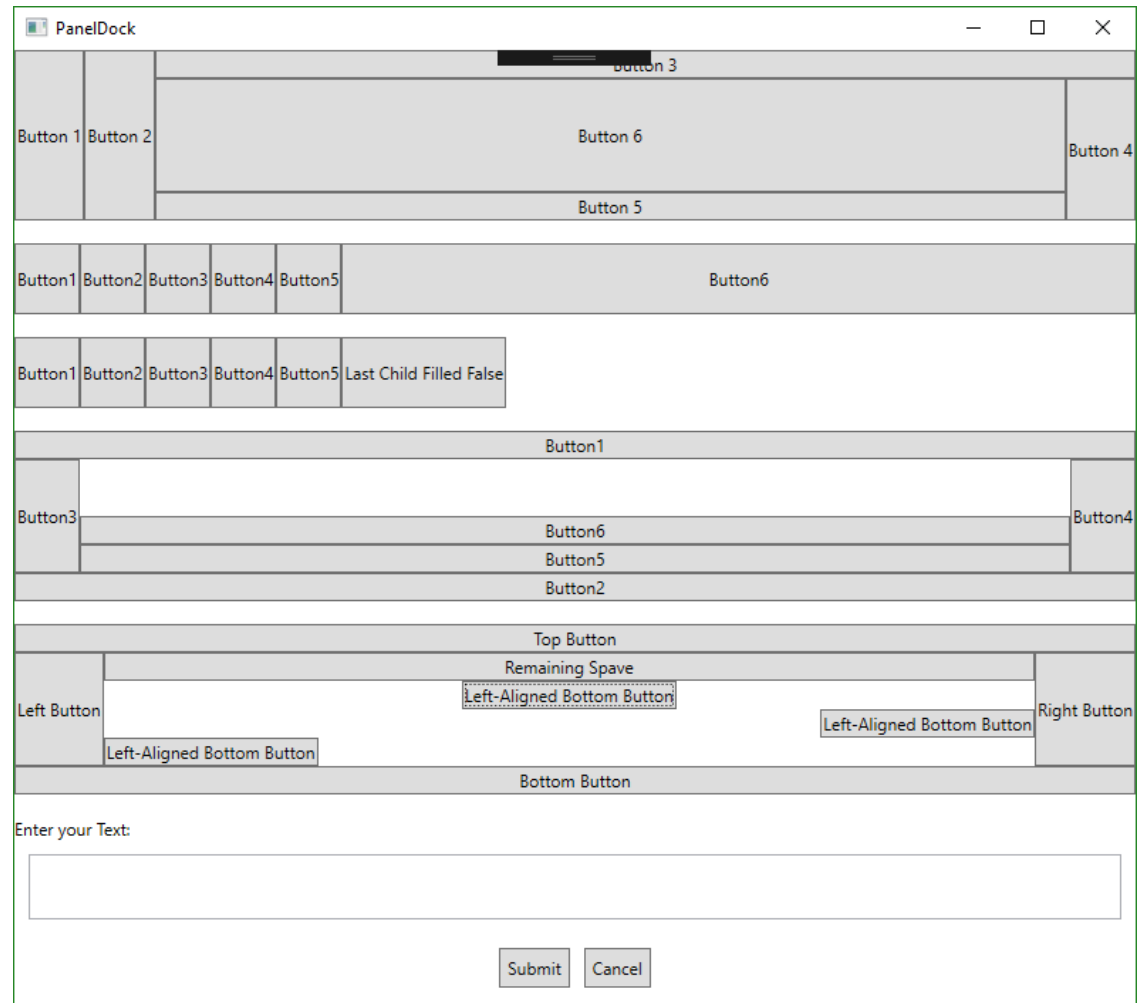 PanelDock
Button 3
Button 1 Button 2 Button 6 Button 4
Button 5
Button1 Button2 Button3 Button4 Button5 Button6
Button1 Button2 Button3 Button4 Button5 Last Child Filled False
Button1
Button3 Button4
Button6
Button5
Button2
Top Button
Remaining Spave
Left-Aligned Bottom Button
Left Button Right Button
Left-Aligned Bottom Button
Left-Aligned Bottom Button
Bottom Button
Enter your Text:
Submit Cancel